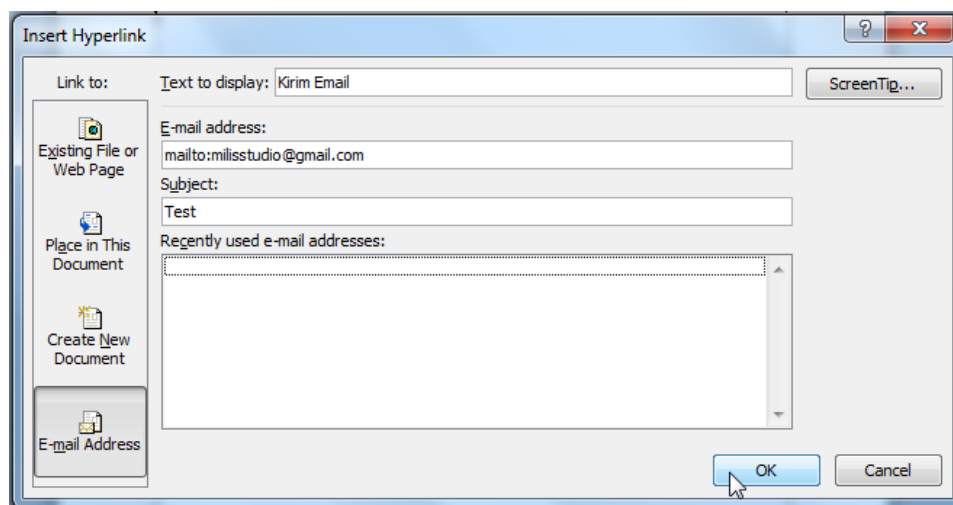 Insert Hyperlink
Link to:
Text to display: Kirim Email
ScreenTip...
Existing File or
Web Page
Place in This
Document
Create New
Document
E-mail Address
E-mail address:
mailto:milisstudio@gmail.com
Subject:
Test
Recently used e-mail addresses:
OK
Cancel